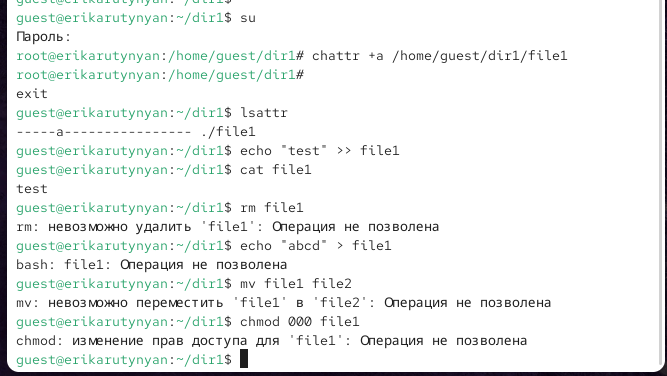 guest@erikarutynyan:~/dir1$ su
Пароль:
root@erikarutynyan:/home/guest/dir1# chattr +a /home/guest/dir1/file1
root@erikarutynyan:/home/guest/dir1#
exit
guest@erikarutynyan:~/dir1$ lsattr
-----a---------------- ./file1
guest@erikarutynyan:~/dir1$ echo "test" >> file1
guest@erikarutynyan:~/dir1$ cat file1
test
guest@erikarutynyan:~/dir1$ rm file1
rm: невозможно удалить 'file1': Операция не позволена
guest@erikarutynyan:~/dir1$ echo "abcd" > file1
bash: file1: Операция не позволена
guest@erikarutynyan:~/dir1$ mv file1 file2
mv: невозможно переместить 'file1' в 'file2': Операция не позволена
guest@erikarutynyan:~/dir1$ chmod 000 file1
chmod: изменение прав доступа для 'file1': Операция не позволена
guest@erikarutynyan:~/dir1$